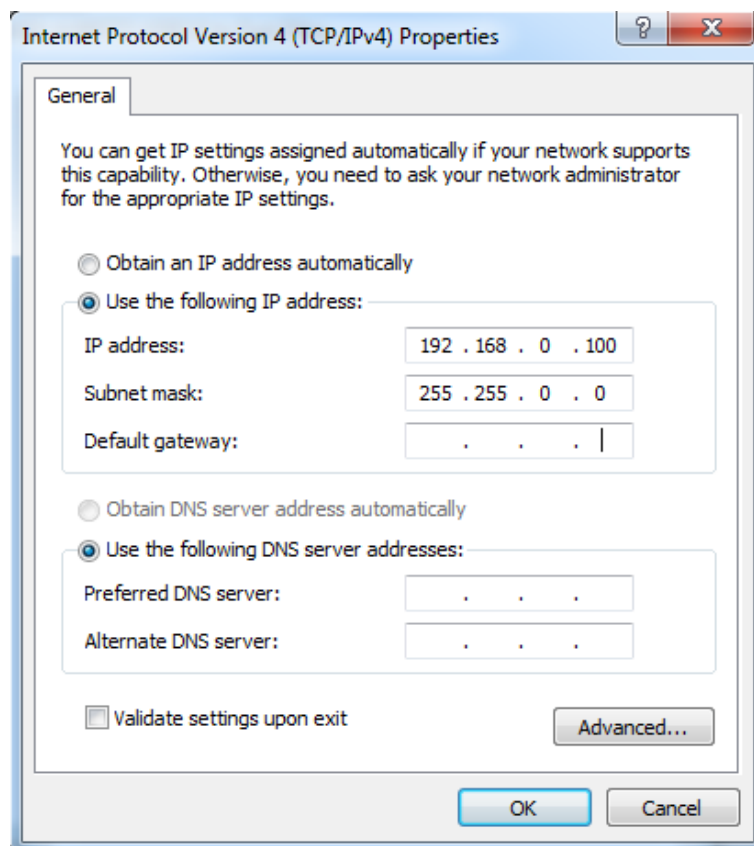 Internet Protocol Version 4 (TCP/IPv4) Properties
?
X
General
You can get IP settings assigned automatically if your network supports
this capability. Otherwise, you need to ask your network administrator
for the appropriate IP settings.
Obtain an IP address automatically
Use the following IP address:
IP address: 192 . 168 . 0 . 100
Subnet mask: 255 . 255 . 0 . 0
Default gateway: . . .
Obtain DNS server address automatically
Use the following DNS server addresses:
Preferred DNS server: . . .
Alternate DNS server: . . .
Validate settings upon exit
Advanced...
OK Cancel